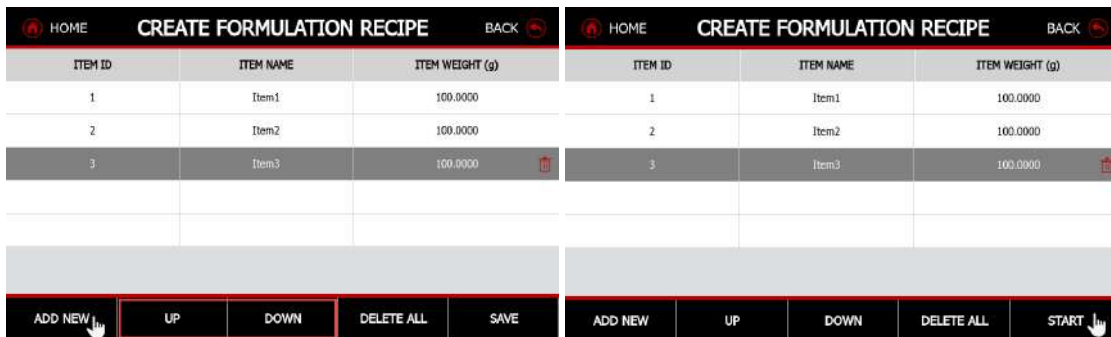 HOME CREATE FORMULATION RECIPE BACK
ITEM ID ITEM NAME ITEM WEIGHT (g)
1 Item1 100.0000
2 Item2 100.0000
3 Item3 100.0000
ADD NEW UP DOWN DELETE ALL SAVE
HOME CREATE FORMULATION RECIPE BACK
ITEM ID ITEM NAME ITEM WEIGHT (g)
1 Item1 100.0000
2 Item2 100.0000
3 Item3 100.0000
ADD NEW UP DOWN DELETE ALL START